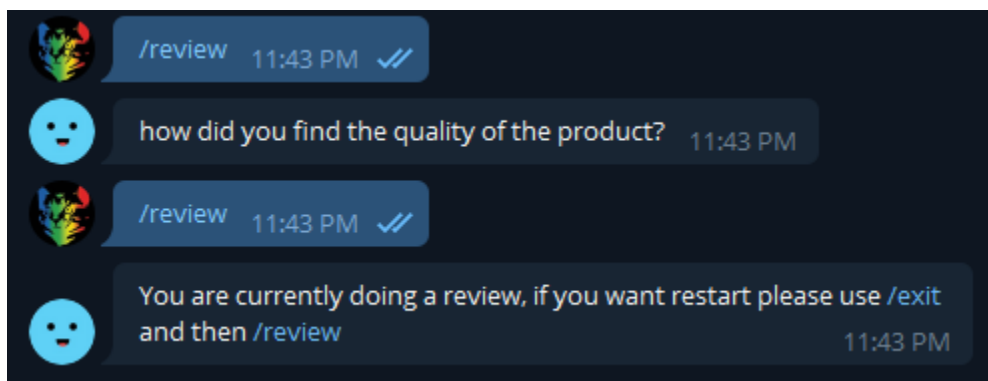 /review 11:43 PM
how did you find the quality of the product? 11:43 PM
/review 11:43 PM
You are currently doing a review, if you want restart please use /exit
and then /review 11:43 PM